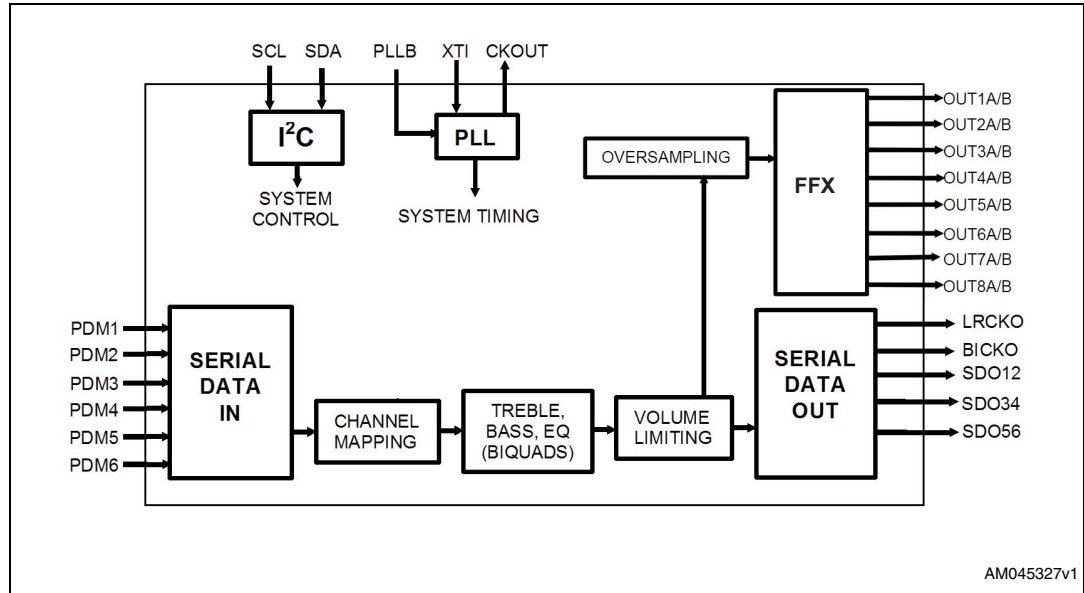 SCL SDA PLLB XTI CKOUT
I²C
PLL
SYSTEM
CONTROL
SYSTEM TIMING
OVERSAMPLING
FFX
OUT1A/B
OUT2A/B
OUT3A/B
OUT4A/B
OUT5A/B
OUT6A/B
OUT7A/B
OUT8A/B
PDM1
PDM2
PDM3
PDM4
PDM5
PDM6
SERIAL
DATA
IN
CHANNEL
MAPPING
TREBLE,
BASS, EQ
(BIQUADS)
VOLUME
LIMITING
SERIAL
DATA
OUT
LRCKO
BICKO
SDO12
SDO34
SDO56
AM045327v1